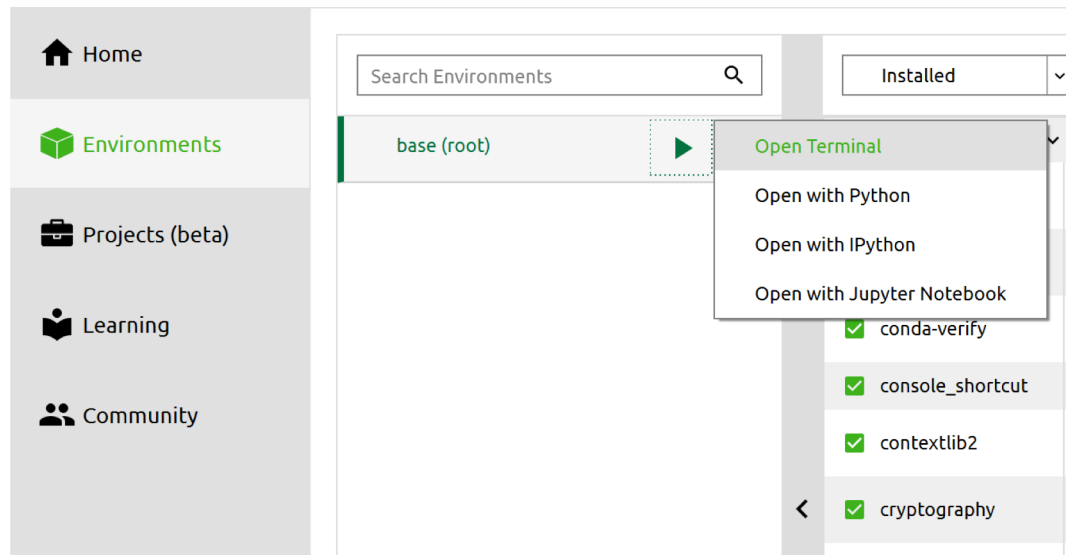 Home
Environments
Projects (beta)
Learning
Community
Search Environments
base (root)
Open Terminal
Open with Python
Open with IPython
Open with Jupyter Notebook
Installed
conda-verify
console_shortcut
contextlib2
cryptography